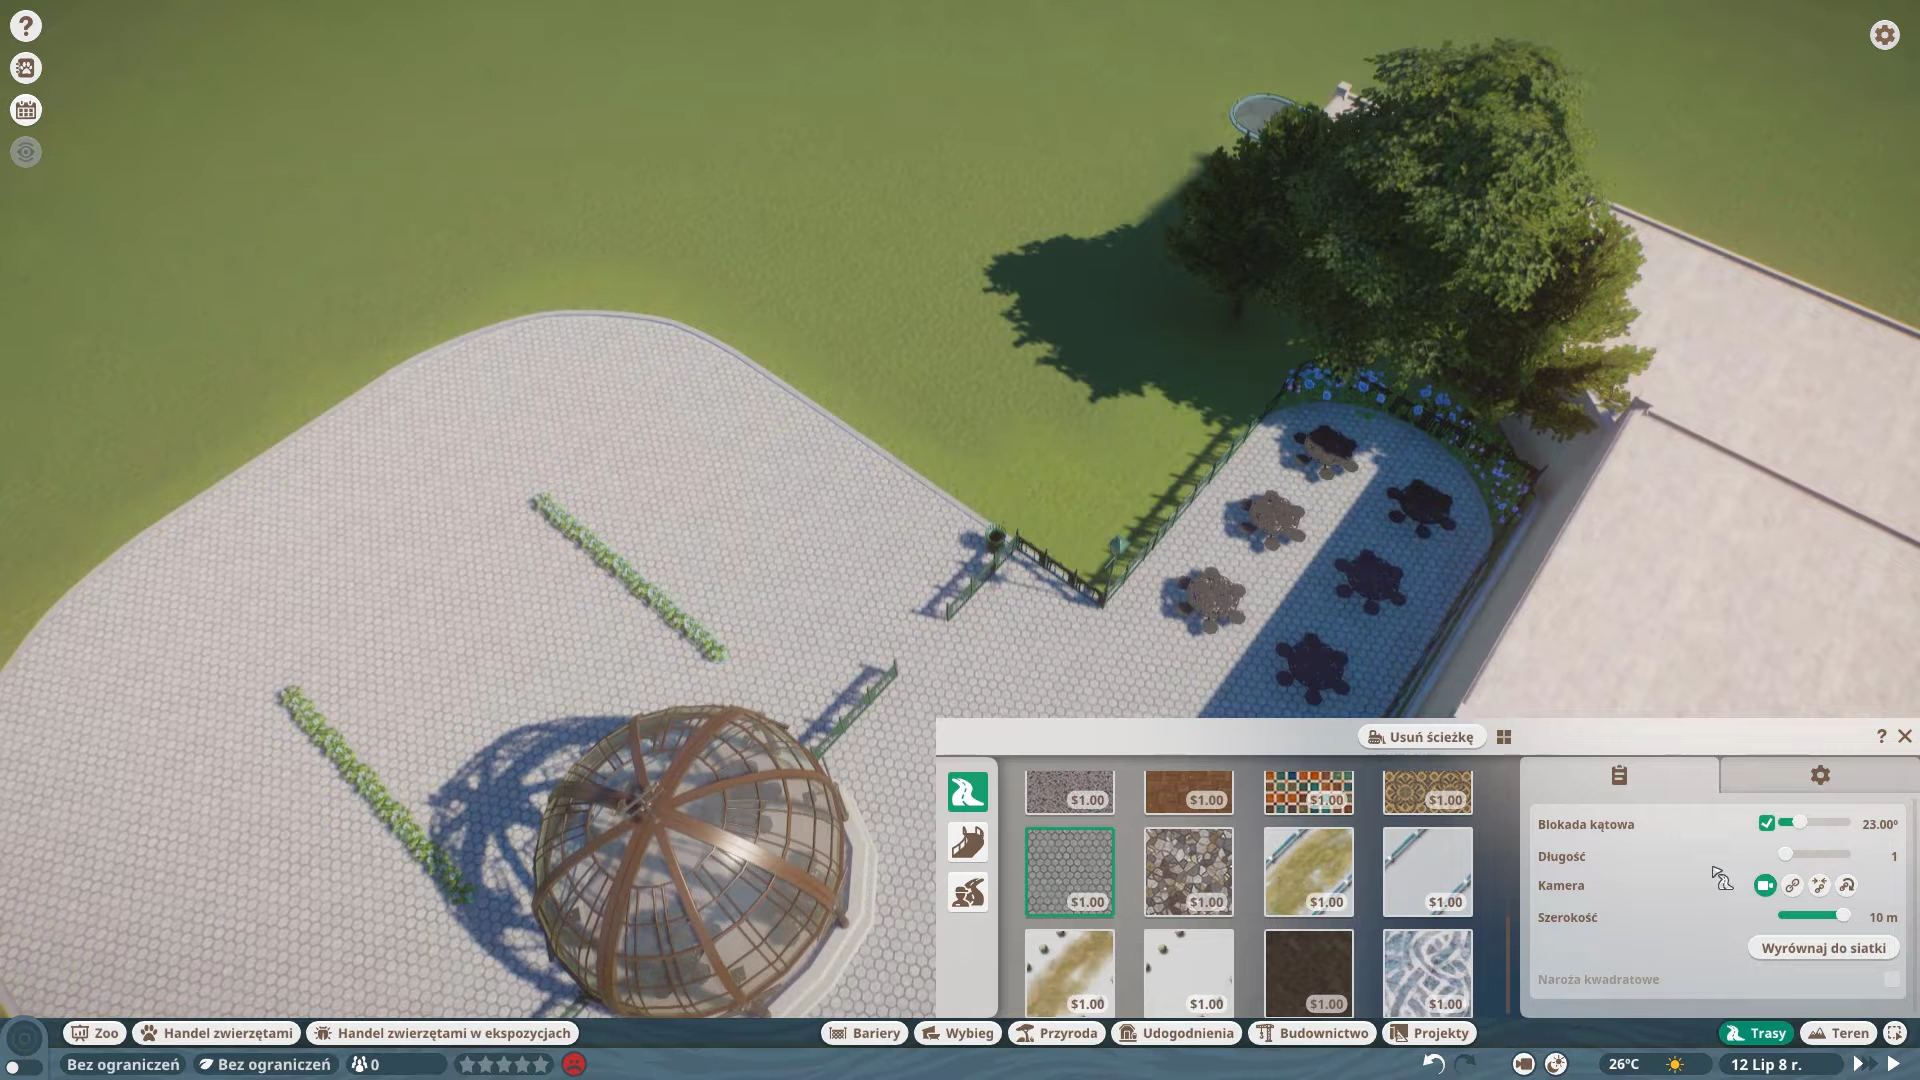 ?
Usuń ścieżkę
?
$1.00
$1.00
$1.00
$1.00
$1.00
$1.00
$1.00
$1.00
$1.00
$1.00
$1.00
$1.00
Blokada kątowa 23.00°
Długość 1
Kamera
Szerokość 10 m
Wyrównaj do siatki
Naroża kwadratowe
Zoo
Handel zwierzętami
Handel zwierzętami w ekspozycjach
Bariery
Wybieg
Przyroda
Udogodnienia
Budownictwo
Projekty
Trasy
Teren
Bez ograniczeń
Bez ograniczeń
0
26°C
12 Lip 8 r.